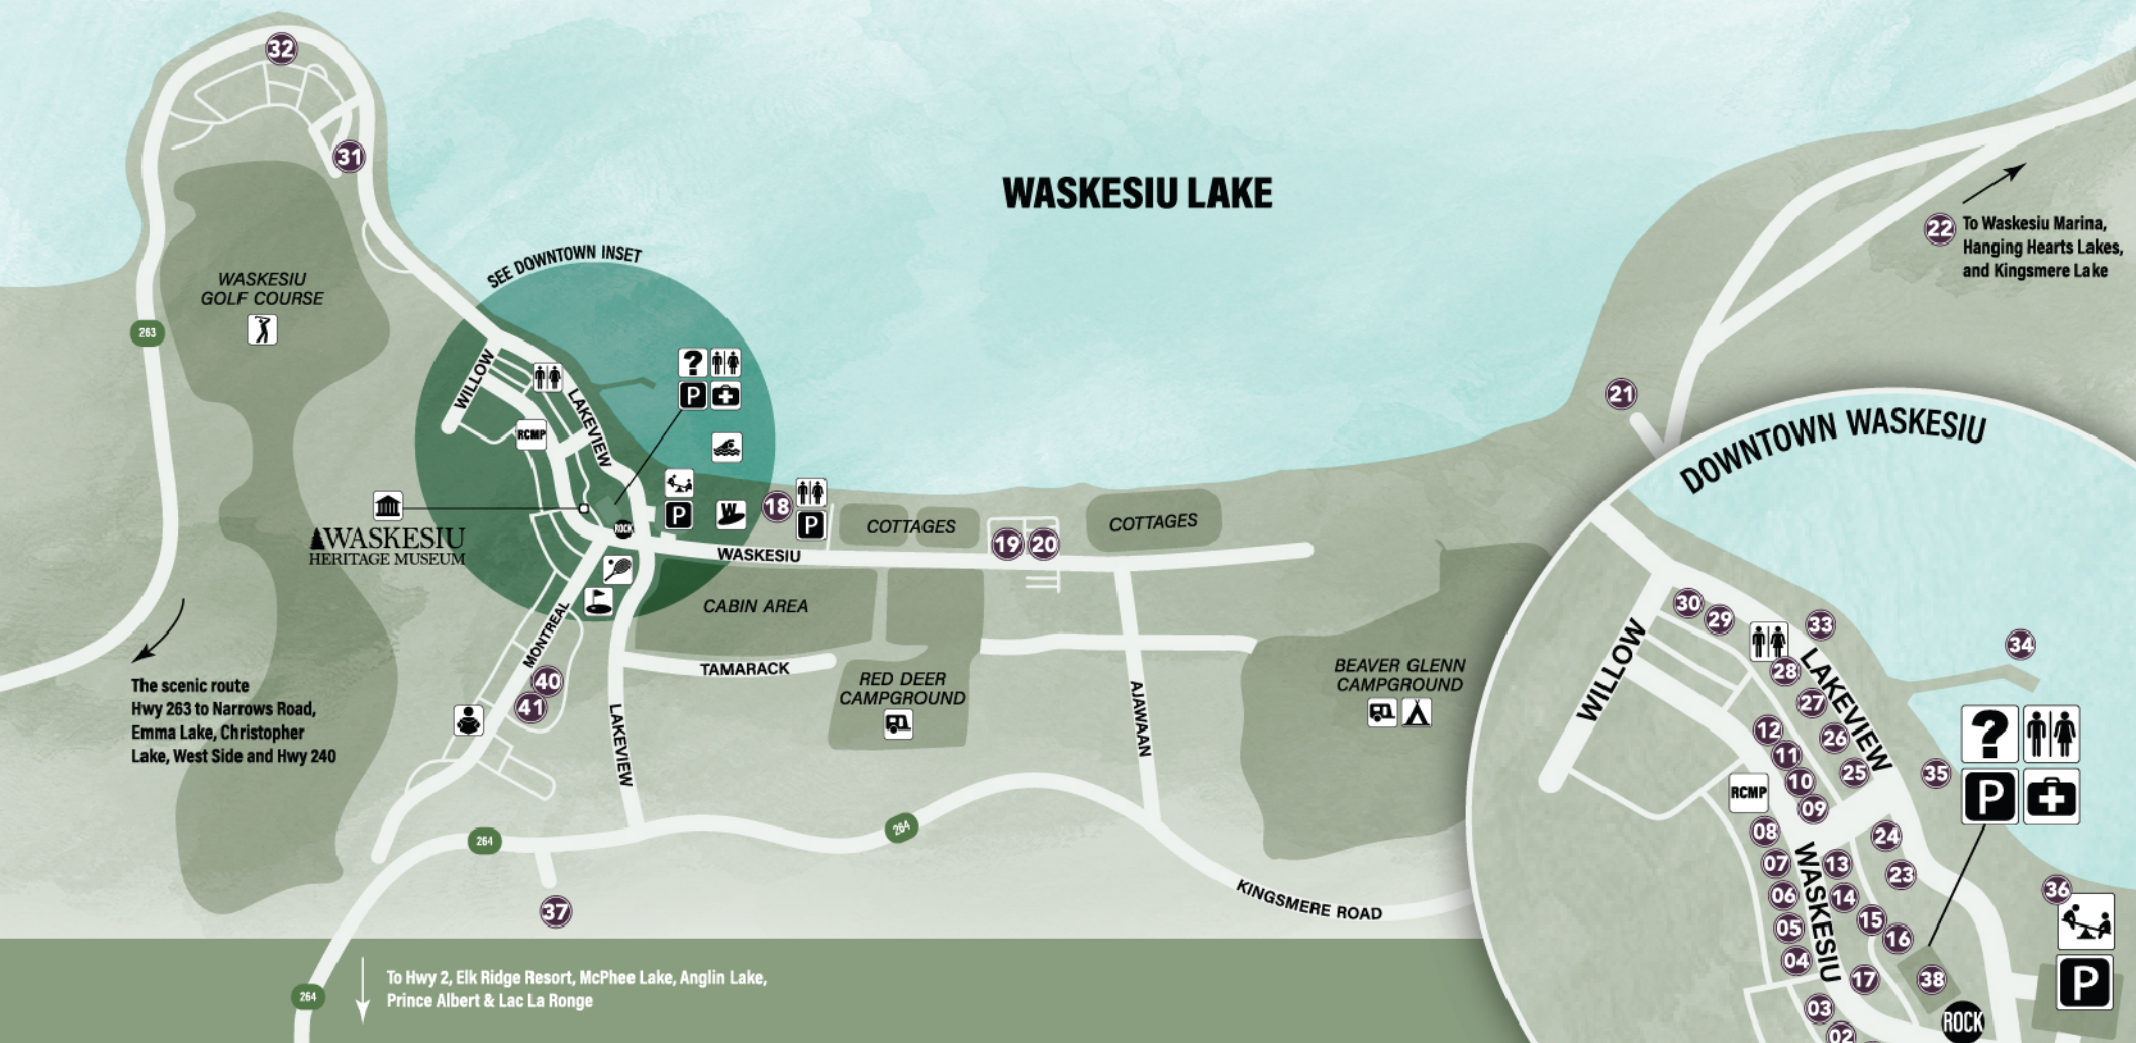 32
31
WASKESIU LAKE
22
To Waskesiu Marina,
Hanging Hearts Lakes,
and Kingsmere Lake
SEE DOWNTOWN INSET
WASKESIU
GOLF COURSE
263
WILLOW
LAKEVIEW
?
P
RCMP
21
DOWNTOWN WASKESIU
WASKESIU
HERITAGE MUSEUM
P
W
18
P
ROCK
COTTAGES
19
20
COTTAGES
WASKESIU
CABIN AREA
MONTREAL
TAMARACK
RED DEER
CAMPGROUND
BEAVER GLENN
CAMPGROUND
40
41
LAKEVIEW
AJAWAAN
The scenic route
Hwy 263 to Narrows Road,
Emma Lake, Christopher
Lake, West Side and Hwy 240
264
264
KINGSMERE ROAD
37
264
To Hwy 2, Elk Ridge Resort, McPhee Lake, Anglin Lake,
Prince Albert & Lac La Ronge
30
29
33
34
WILLOW
28
LAKEVIEW
27
26
25
35
?
P
12
11
10
09
RCMP
08
07
06
05
04
WASKESIU
13
14
15
16
24
23
36
P
17
38
03
02
ROCK